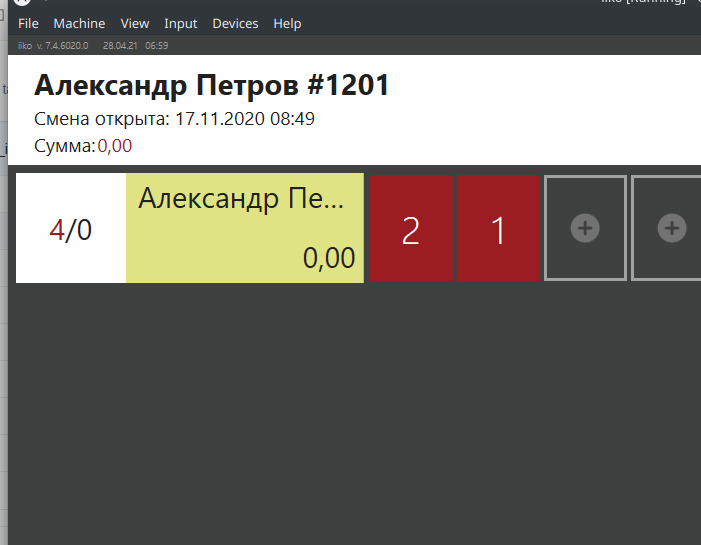 iiko [Running]
File Machine View Input Devices Help
iiko v. 7.4.6020.0 28.04.21 06:59
Александр Петров #1201
Смена открыта: 17.11.2020 08:49
Сумма:0,00
4/0
Александр Пе...
0,00
2
1